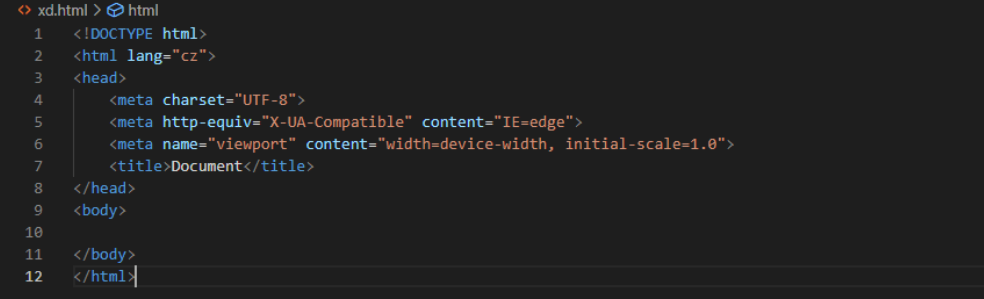 xd.html > html
1 <!DOCTYPE html>
2 <html lang="cz">
3 <head>
4     <meta charset="UTF-8">
5     <meta http-equiv="X-UA-Compatible" content="IE=edge">
6     <meta name="viewport" content="width=device-width, initial-scale=1.0">
7     <title>Document</title>
8 </head>
9 <body>
10
11 </body>
12 </html>